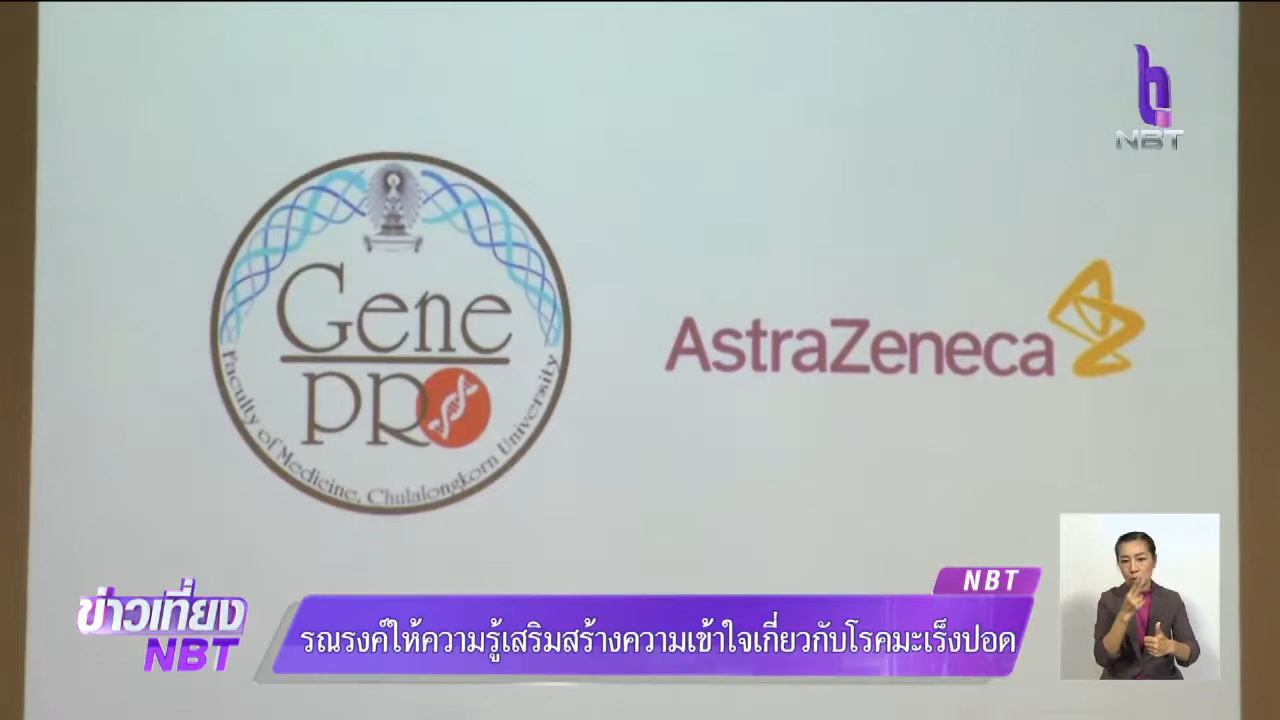 NBT
Gene
PRO
Faculty of Medicine, Chulalongkorn University
AstraZeneca
NBT
ข่าวเที่ยง
NBT
รณรงค์ให้ความรู้เสริมสร้างความเข้าใจเกี่ยวกับโรคมะเร็งปอด